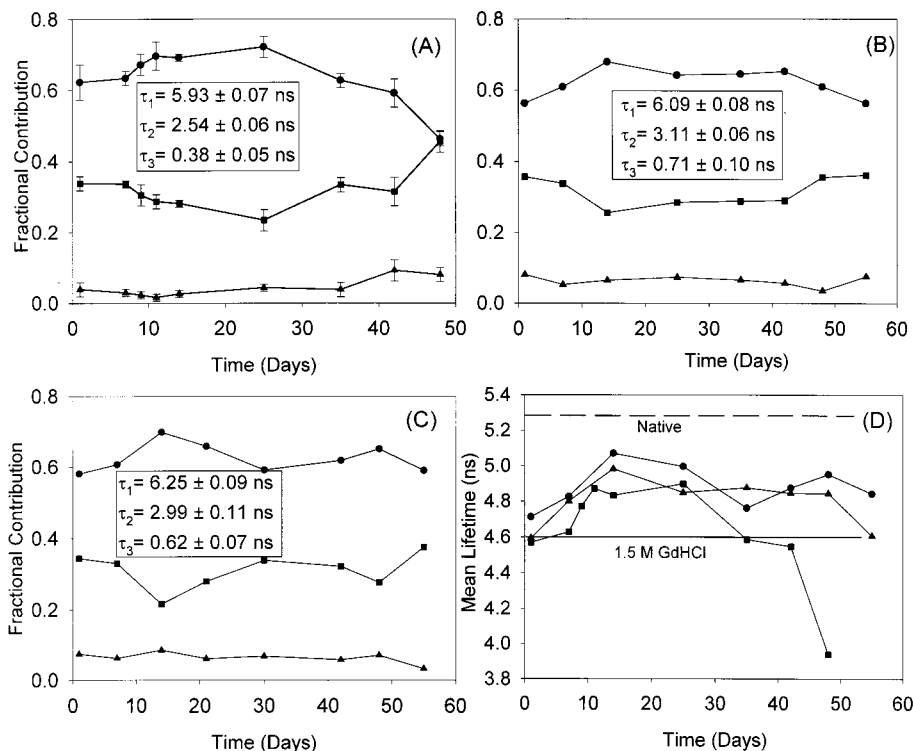 (A)
0.8
0.6
0.4
0.2
0.0
Fractional Contribution
τ1= 5.93 ± 0.07 ns
τ2= 2.54 ± 0.06 ns
τ3= 0.38 ± 0.05 ns
0 10 20 30 40 50
Time (Days)
(B)
0.8
0.6
0.4
0.2
0.0
τ1= 6.09 ± 0.08 ns
τ2= 3.11 ± 0.06 ns
τ3= 0.71 ± 0.10 ns
0 10 20 30 40 50 60
Time (Days)
(C)
0.8
0.6
0.4
0.2
0.0
Fractional Contribution
τ1= 6.25 ± 0.09 ns
τ2= 2.99 ± 0.11 ns
τ3= 0.62 ± 0.07 ns
0 10 20 30 40 50 60
Time (Days)
(D)
5.4
5.2
5.0
4.8
4.6
4.4
4.2
4.0
3.8
Mean Lifetime (ns)
Native
1.5 M GdHCl
0 10 20 30 40 50 60
Time (Days)